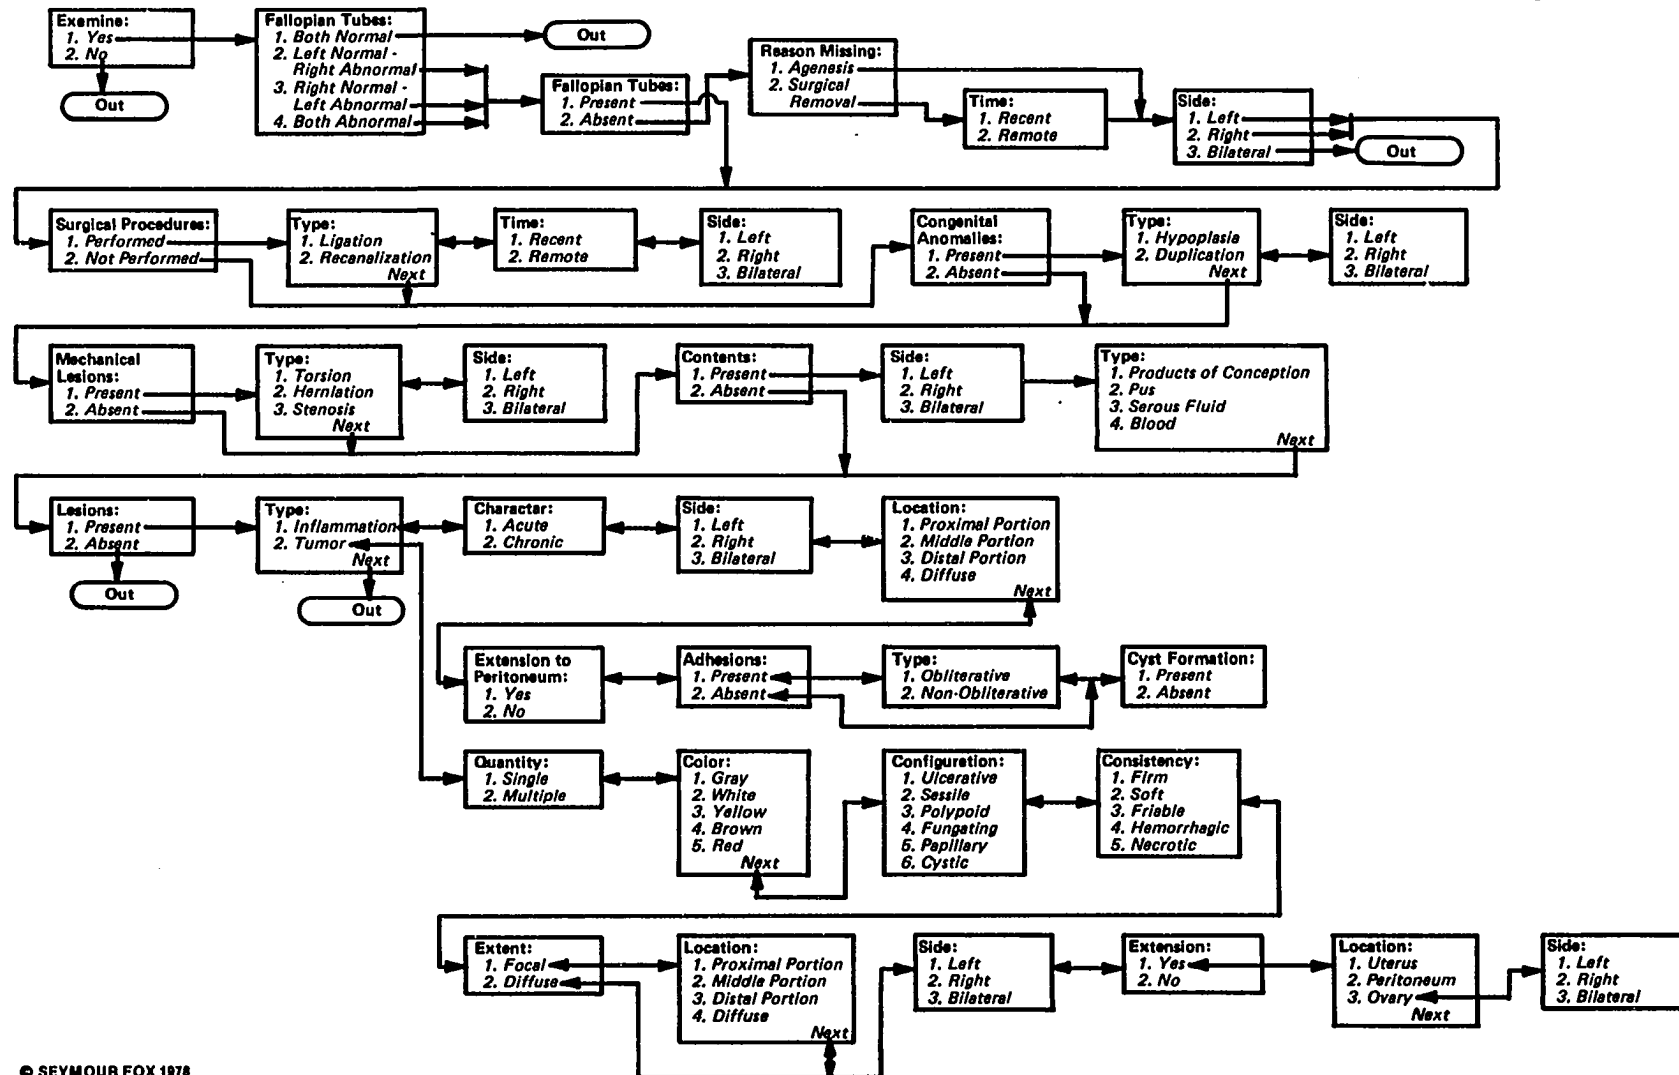 Examine:
1. Yes
2. No
Out
Fallopian Tubes:
1. Both Normal
2. Left Normal -
Right Abnormal
3. Right Normal -
Left Abnormal
4. Both Abnormal
Out
Fallopian Tubes:
1. Present
2. Absent
Reason Missing:
1. Agenesis
2. Surgical
Removal
Time:
1. Recent
2. Remote
Side:
1. Left
2. Right
3. Bilateral
Out
Surgical Procedures:
1. Performed
2. Not Performed
Type:
1. Ligation
2. Recanalization
Next
Time:
1. Recent
2. Remote
Side:
1. Left
2. Right
3. Bilateral
Congenital
Anomalies:
1. Present
2. Absent
Type:
1. Hypoplasia
2. Duplication
Next
Side:
1. Left
2. Right
3. Bilateral
Mechanical
Lesions:
1. Present
2. Absent
Type:
1. Torsion
2. Herniation
3. Stenosis
Next
Side:
1. Left
2. Right
3. Bilateral
Contents:
1. Present
2. Absent
Side:
1. Left
2. Right
3. Bilateral
Type:
1. Products of Conception
2. Pus
3. Serous Fluid
4. Blood
Next
Lesions:
1. Present
2. Absent
Out
Type:
1. Inflammation
2. Tumor
Next
Out
Character:
1. Acute
2. Chronic
Side:
1. Left
2. Right
3. Bilateral
Location:
1. Proximal Portion
2. Middle Portion
3. Distal Portion
4. Diffuse
Next
Extension to
Peritoneum:
1. Yes
2. No
Adhesions:
1. Present
2. Absent
Type:
1. Obliterative
2. Non-Obliterative
Cyst Formation:
1. Present
2. Absent
Quantity:
1. Single
2. Multiple
Color:
1. Gray
2. White
3. Yellow
4. Brown
5. Red
Next
Configuration:
1. Ulcerative
2. Sessile
3. Polypoid
4. Fungating
5. Papillary
6. Cystic
Consistency:
1. Firm
2. Soft
3. Friable
4. Hemorrhagic
5. Necrotic
Extent:
1. Focal
2. Diffuse
Location:
1. Proximal Portion
2. Middle Portion
3. Distal Portion
4. Diffuse
Next
Side:
1. Left
2. Right
3. Bilateral
Extension:
1. Yes
2. No
Location:
1. Uterus
2. Peritoneum
3. Ovary
Next
Side:
1. Left
2. Right
3. Bilateral
© SEYMOUR FOX 1978